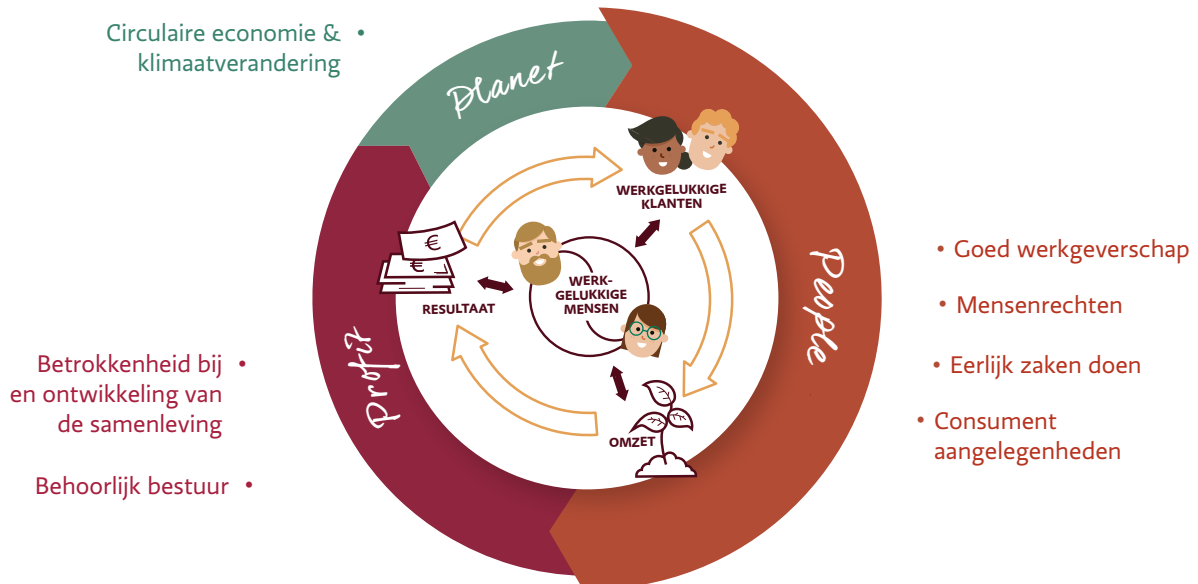 Circulaire economie & •
klimaatverandering
Planet
WERKGELUKKIGE
KLANTEN
€
€
RESULTAAT
WERK-
GELUKKIGE
MENSEN
OMZET
People
• Goed werkgeverschap
• Mensenrechten
• Eerlijk zaken doen
• Consument
aangelegenheden
Profit
Betrokkenheid bij •
en ontwikkeling van
de samenleving
Behoorlijk bestuur •